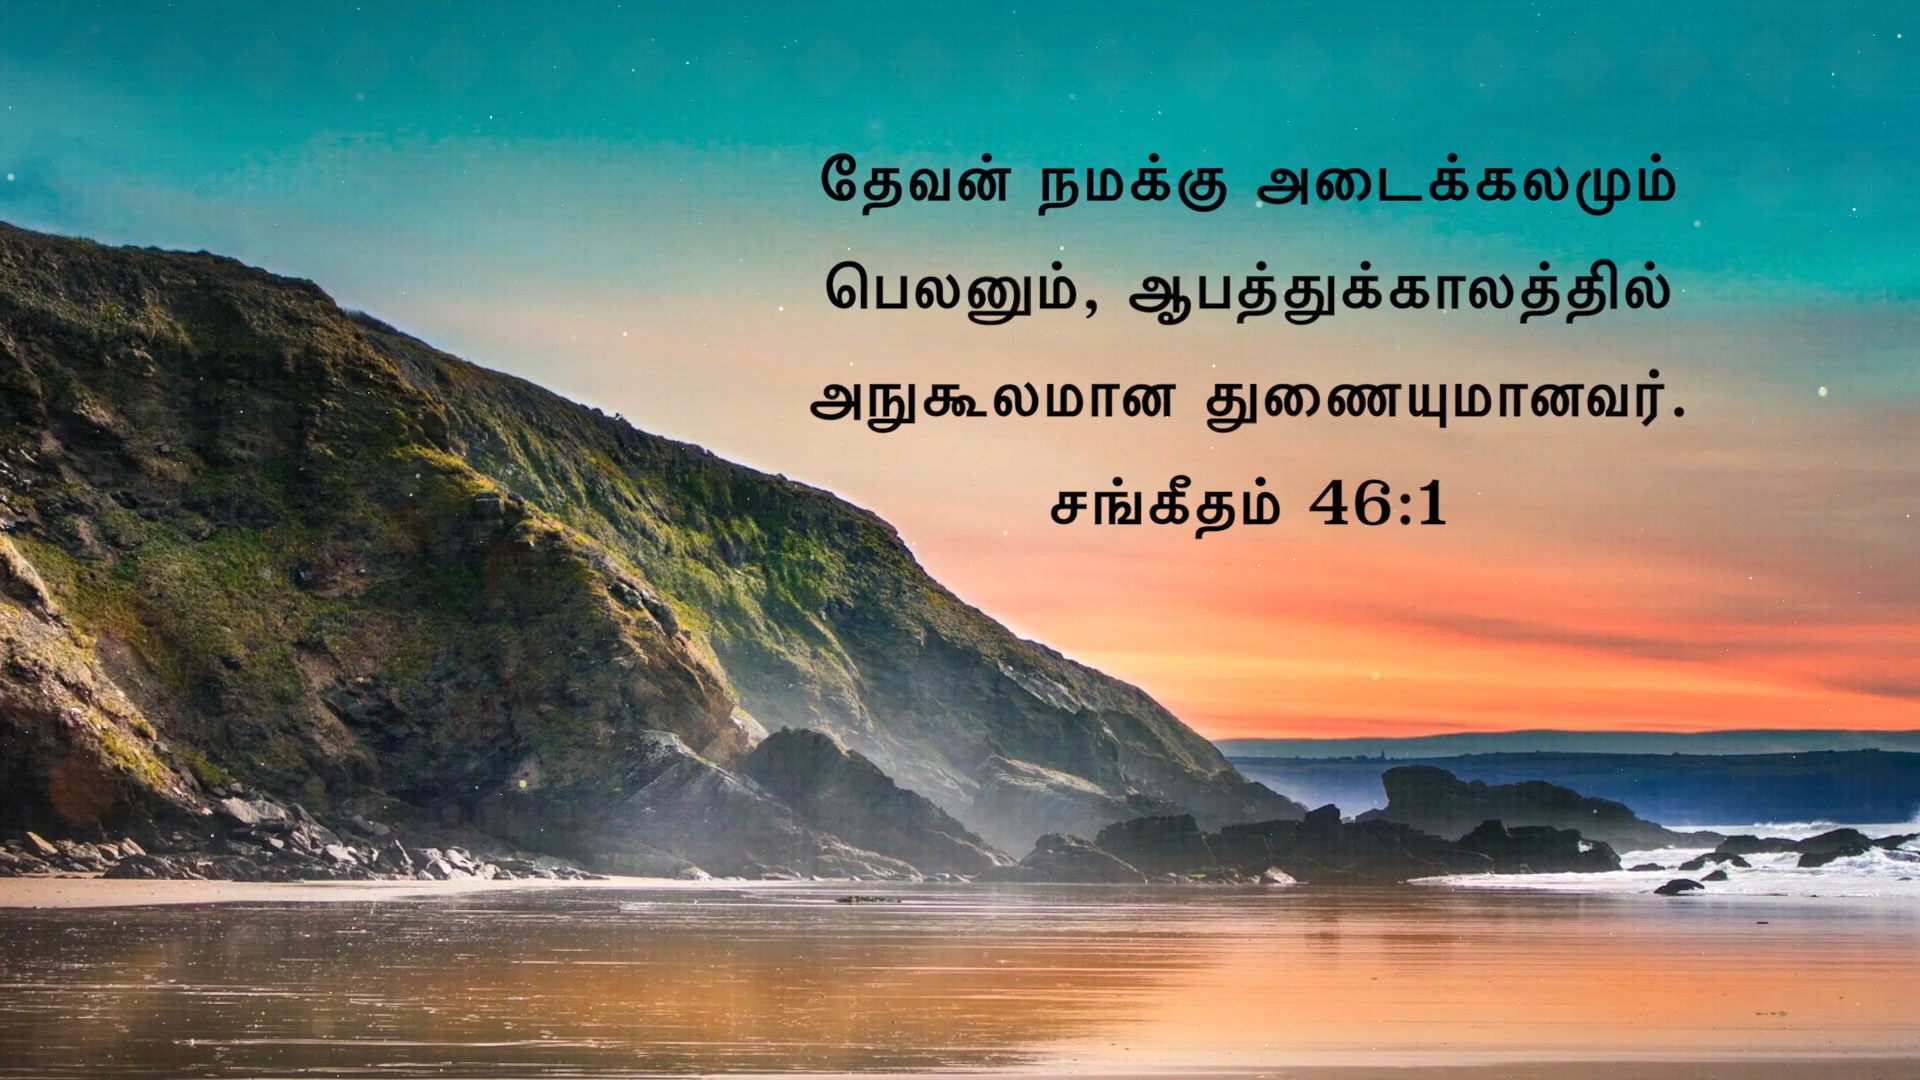 தேவன் நமக்கு அடைக்கலமும்
பெலனும், ஆபத்துக்காலத்தில்
அநுகூலமான துணையுமானவர்.
சங்கீதம் 46:1